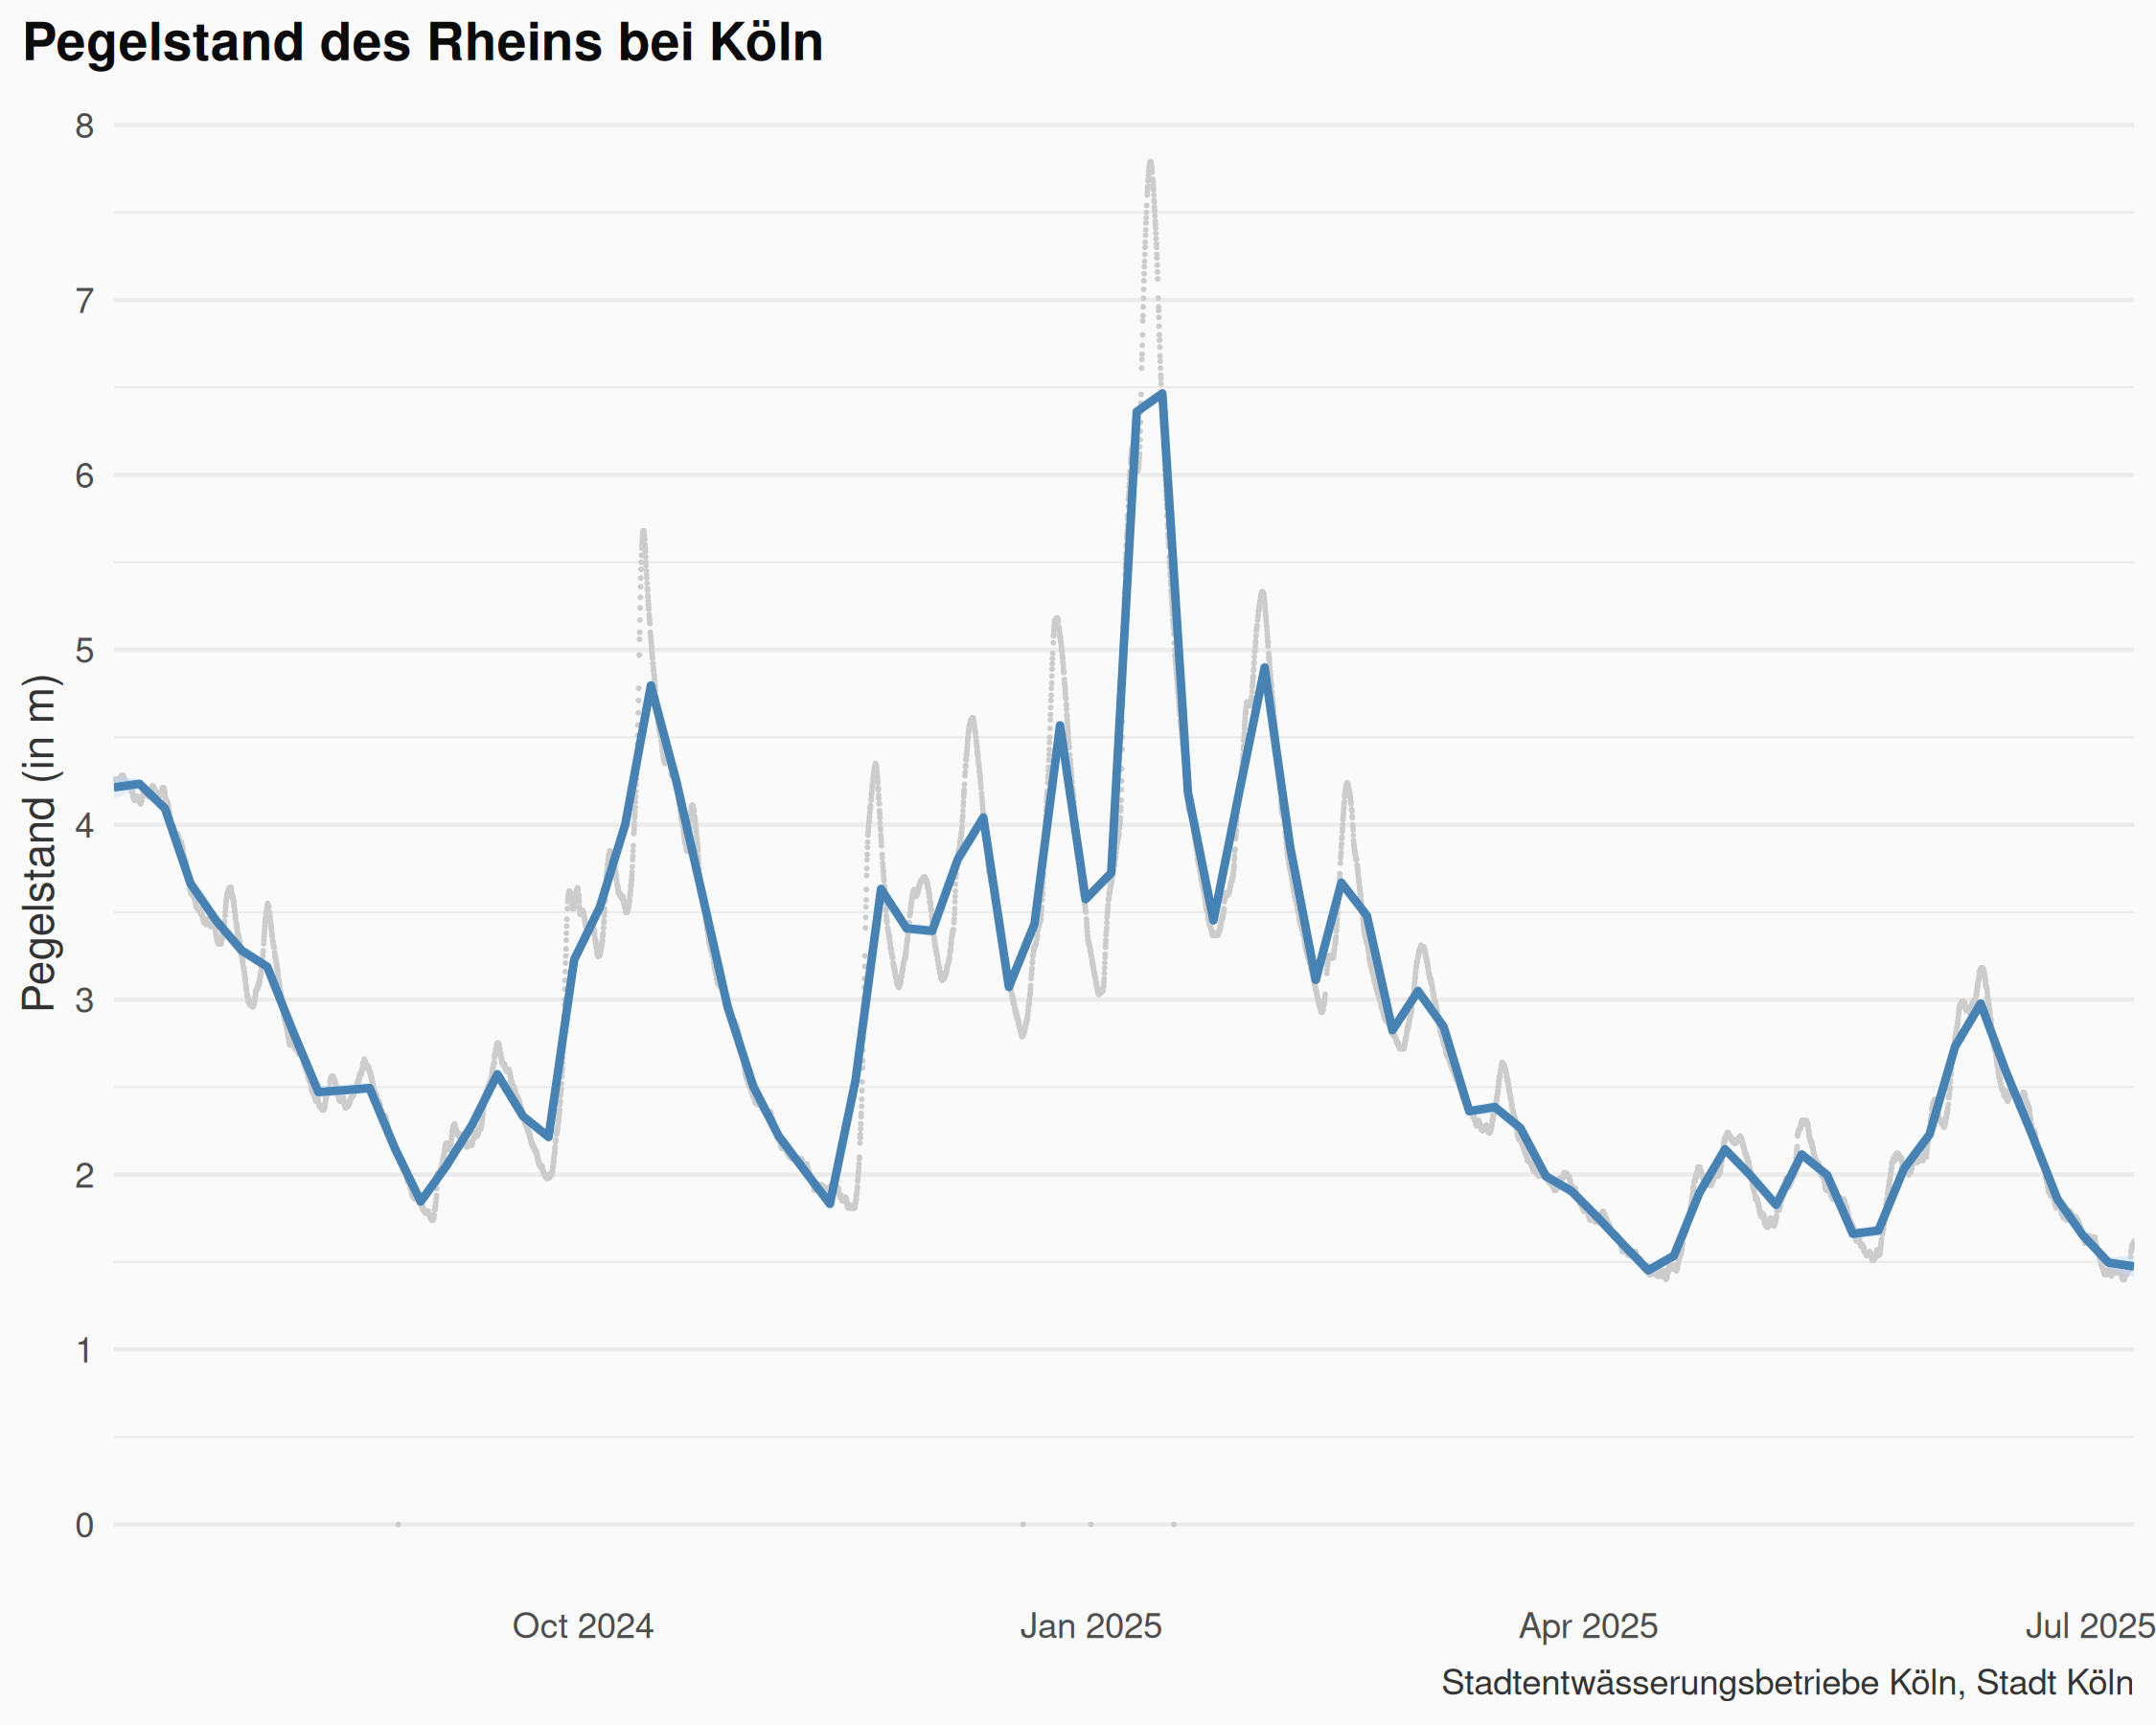 Pegelstand des Rheins bei Köln
Pegelstand (in m)
8
7
6
5
4
3
2
1
0
Oct 2024 Jan 2025 Apr 2025 Jul 2025
Stadtentwässerungsbetriebe Köln, Stadt Köln